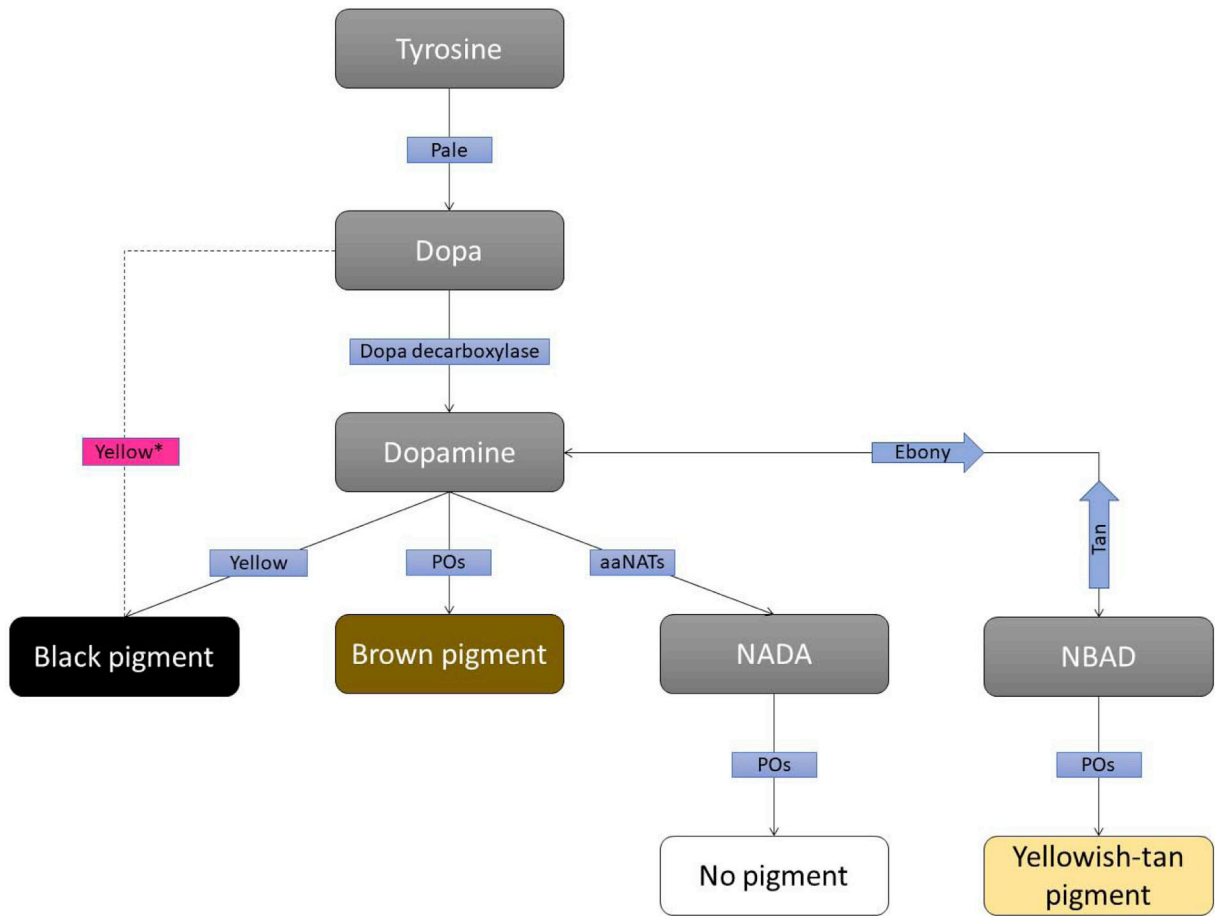 Tyrosine
Pale
Dopa
Dopa decarboxylase
Yellow*
Dopamine
Ebony
Tan
Yellow
POs
aaNATs
Black pigment
Brown pigment
NADA
NBAD
POs
POs
No pigment
Yellowish-tan
pigment